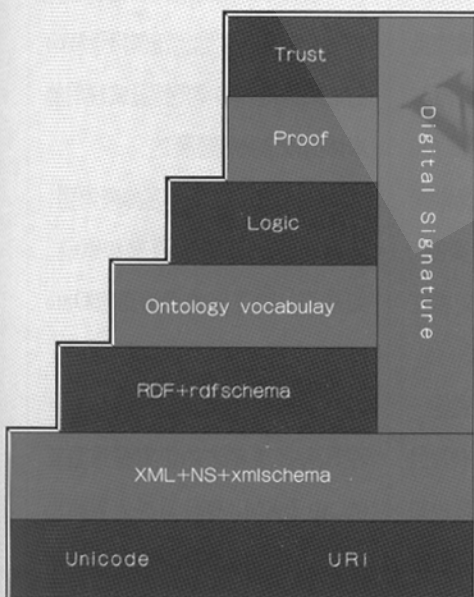 Trust
Proof
Logic
Ontology vocabulay
RDF+rdfschema
XML+NS+xmlschema
Unicode URI
Digital Signature